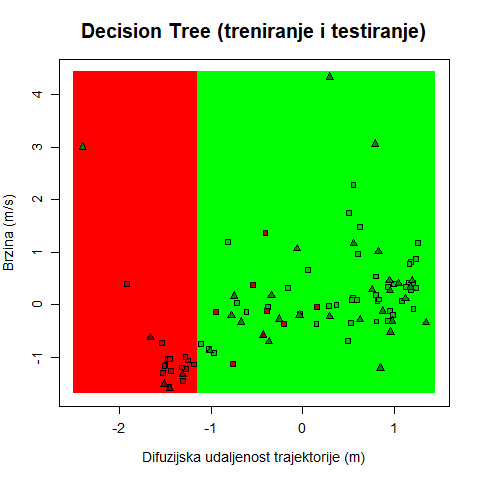 Decision Tree (treniranje i testiranje)
4
3
2
1
0
-1
Brzina (m/s)
-2 -1 0 1
Difuzijska udaljenost trajektorije (m)